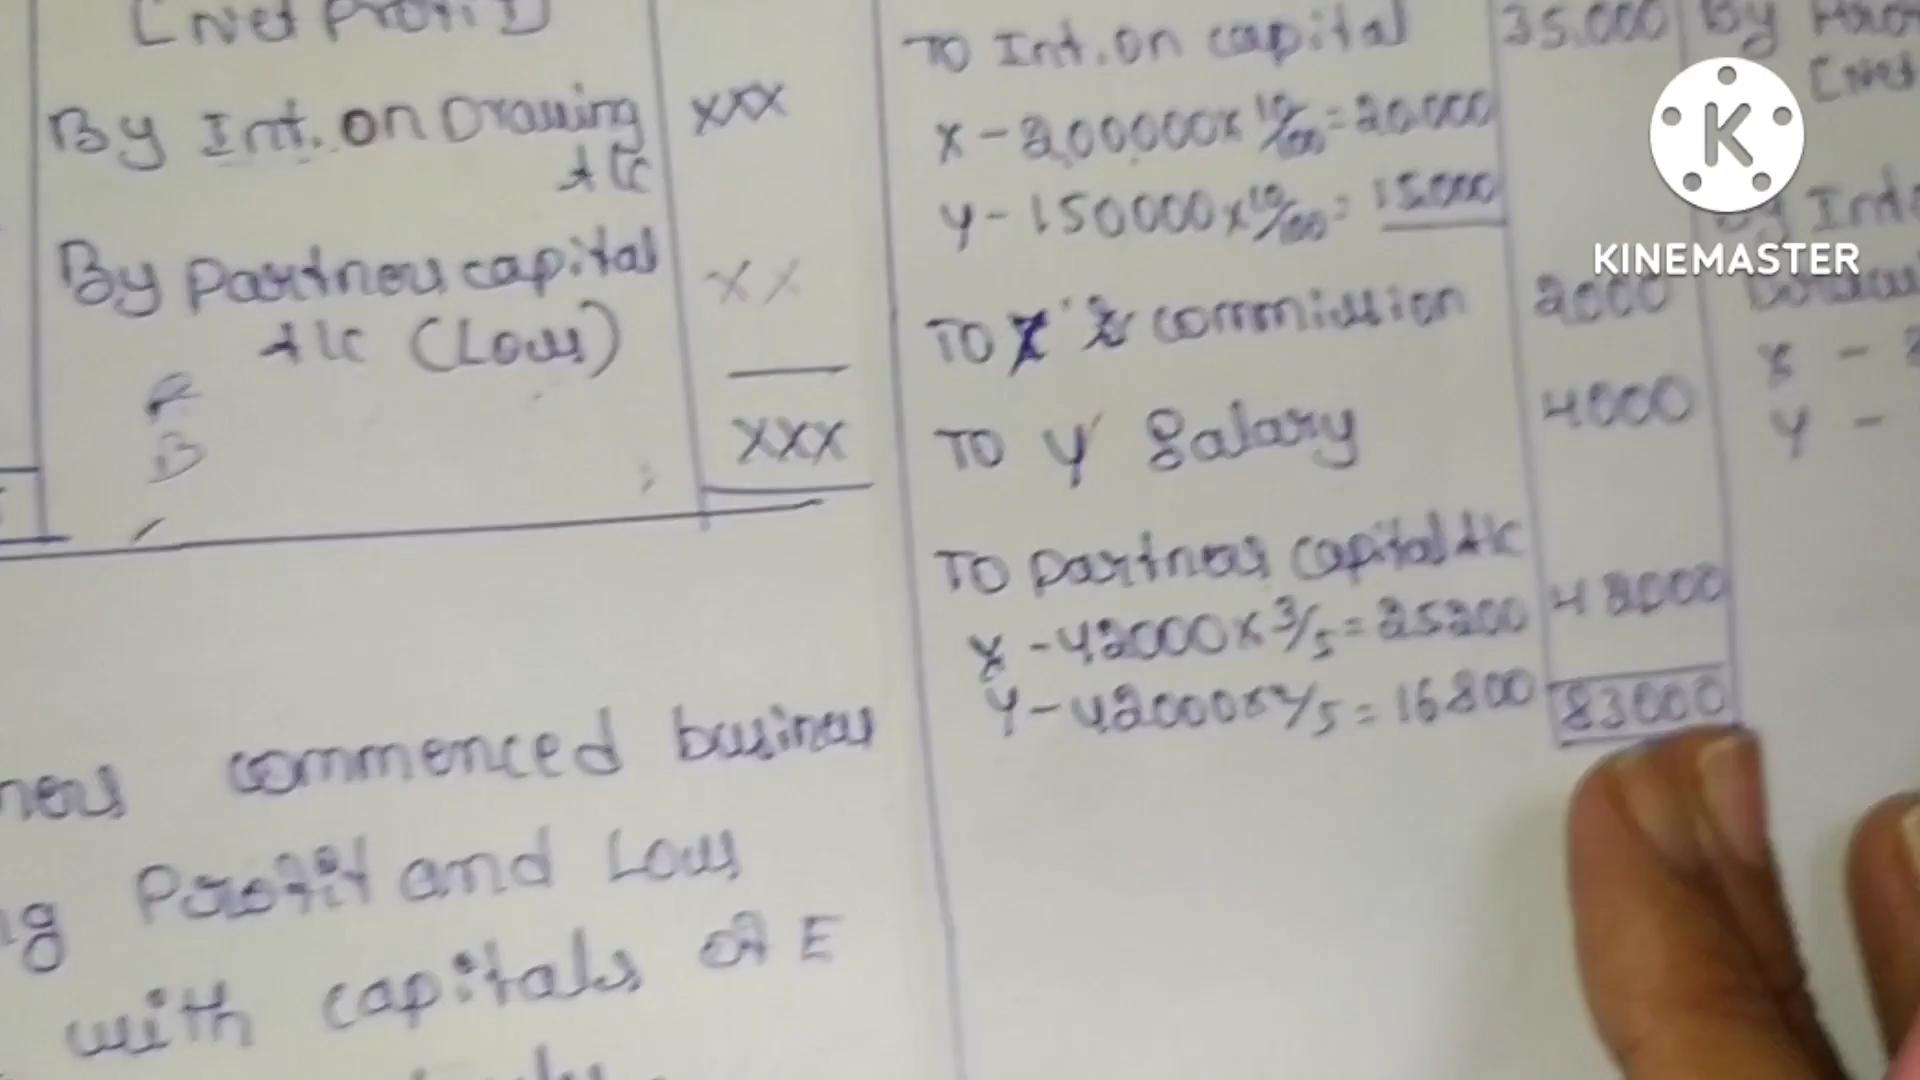 [Net Profit]
By Int. on Drawing
A/c
xxx
By Partners capital
A/c (Loss)
xx
A
B
xxx
commenced business
Profit and Loss
with capitals of E
To Int. on capital
35.000
By
[Net
X - 200000 x 10/100 = 20000
Y - 150000 x 10/100 = 15000
To X's commission
2000
To Y Salary
4000
X -
Y -
To partners capital A/c
42000
X - 42000 x 3/5 = 25200
Y - 42000 x 2/5 = 16800
83000
KINEMASTER